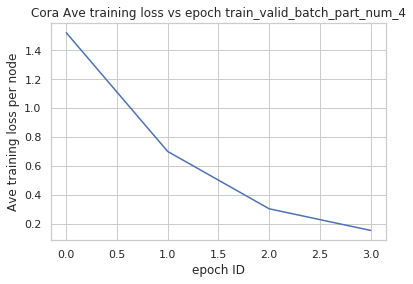 Cora Ave training loss vs epoch train_valid_batch_part_num_4
Ave training loss per node
1.4
1.2
1.0
0.8
0.6
0.4
0.2
0.0 0.5 1.0 1.5 2.0 2.5 3.0
epoch ID